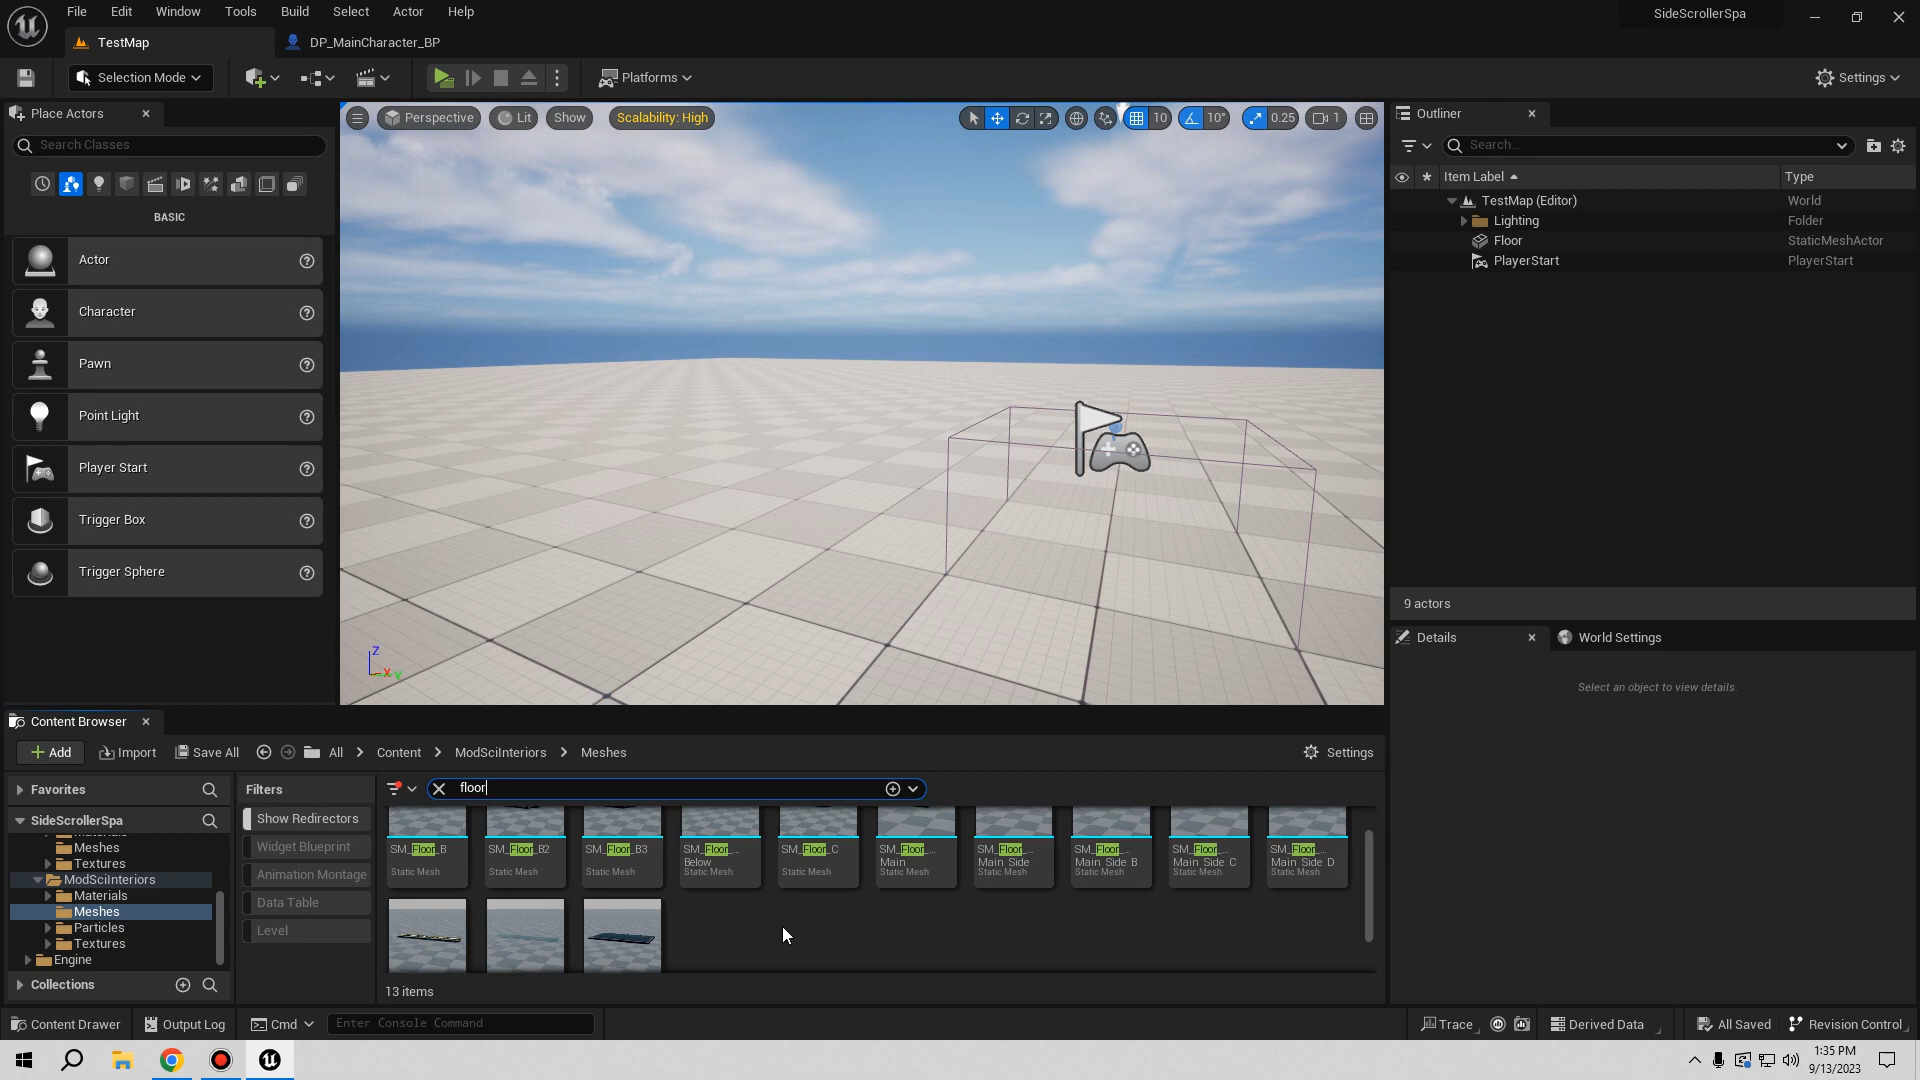 File Edit Window Tools Build Select Actor Help
SideScrollerSpa
TestMap
DP_MainCharacter_BP
Selection Mode
Platforms
Settings
Place Actors
Search Classes
BASIC
Actor
Character
Pawn
Point Light
Player Start
Trigger Box
Trigger Sphere
Perspective
Lit
Show
Scalability: High
10
10°
0.25
1
Z
X
Y
Outliner
Search...
Item Label
Type
TestMap (Editor) World
Lighting Folder
Floor StaticMeshActor
PlayerStart PlayerStart
9 actors
Details
World Settings
Select an object to view details.
Content Browser
Add
Import
Save All
All
Content
ModSciInteriors
Meshes
Settings
Favorites
SideScrollerSpa
Materials
Meshes
Textures
ModSciInteriors
Materials
Meshes
Particles
Textures
Engine
Collections
Filters
Show Redirectors
Widget Blueprint
Animation Montage
Data Table
Level
floor
SM_Floor_B
Static Mesh
SM_Floor_B2
Static Mesh
SM_Floor_B3
Static Mesh
SM_Floor_...
Below
Static Mesh
SM_Floor_C
Static Mesh
SM_Floor_...
Main
Static Mesh
SM_Floor_...
Main_Side
Static Mesh
SM_Floor_...
Main_Side_B
Static Mesh
SM_Floor_...
Main_Side_C
Static Mesh
SM_Floor_...
Main_Side_D
Static Mesh
13 items
Content Drawer
Output Log
Cmd
Enter Console Command
Trace
Derived Data
All Saved
Revision Control
1:35 PM
9/13/2023